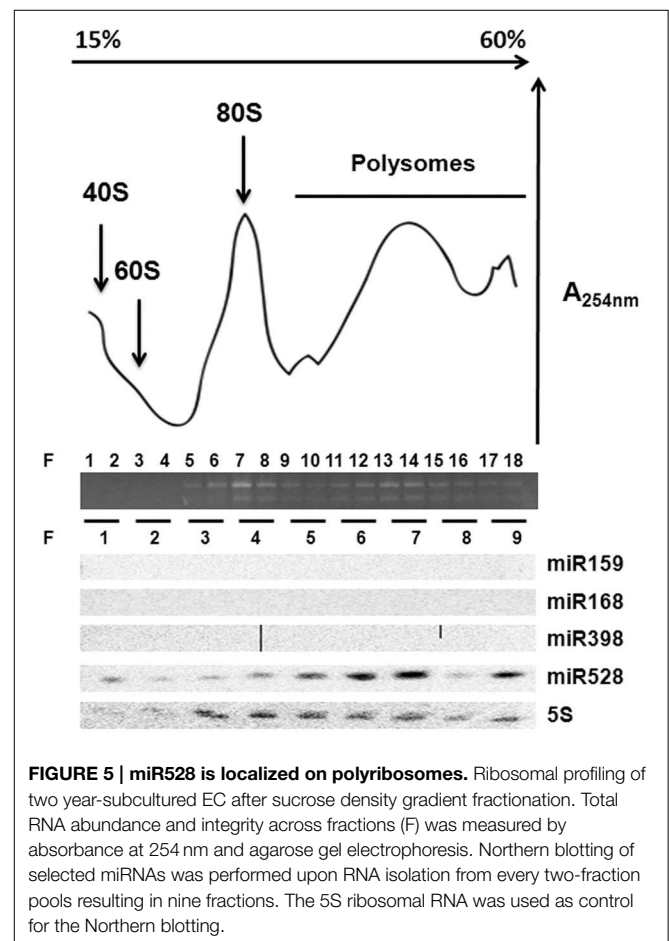 15% 60%
80S
Polysomes
40S
60S
A254nm
F 1 2 3 4 5 6 7 8 9 10 11 12 13 14 15 16 17 18
F 1 2 3 4 5 6 7 8 9
miR159
miR168
miR398
miR528
5S
FIGURE 5 | miR528 is localized on polyribosomes. Ribosomal profiling of
two year-subcultured EC after sucrose density gradient fractionation. Total
RNA abundance and integrity across fractions (F) was measured by
absorbance at 254 nm and agarose gel electrophoresis. Northern blotting of
selected miRNAs was performed upon RNA isolation from every two-fraction
pools resulting in nine fractions. The 5S ribosomal RNA was used as control
for the Northern blotting.